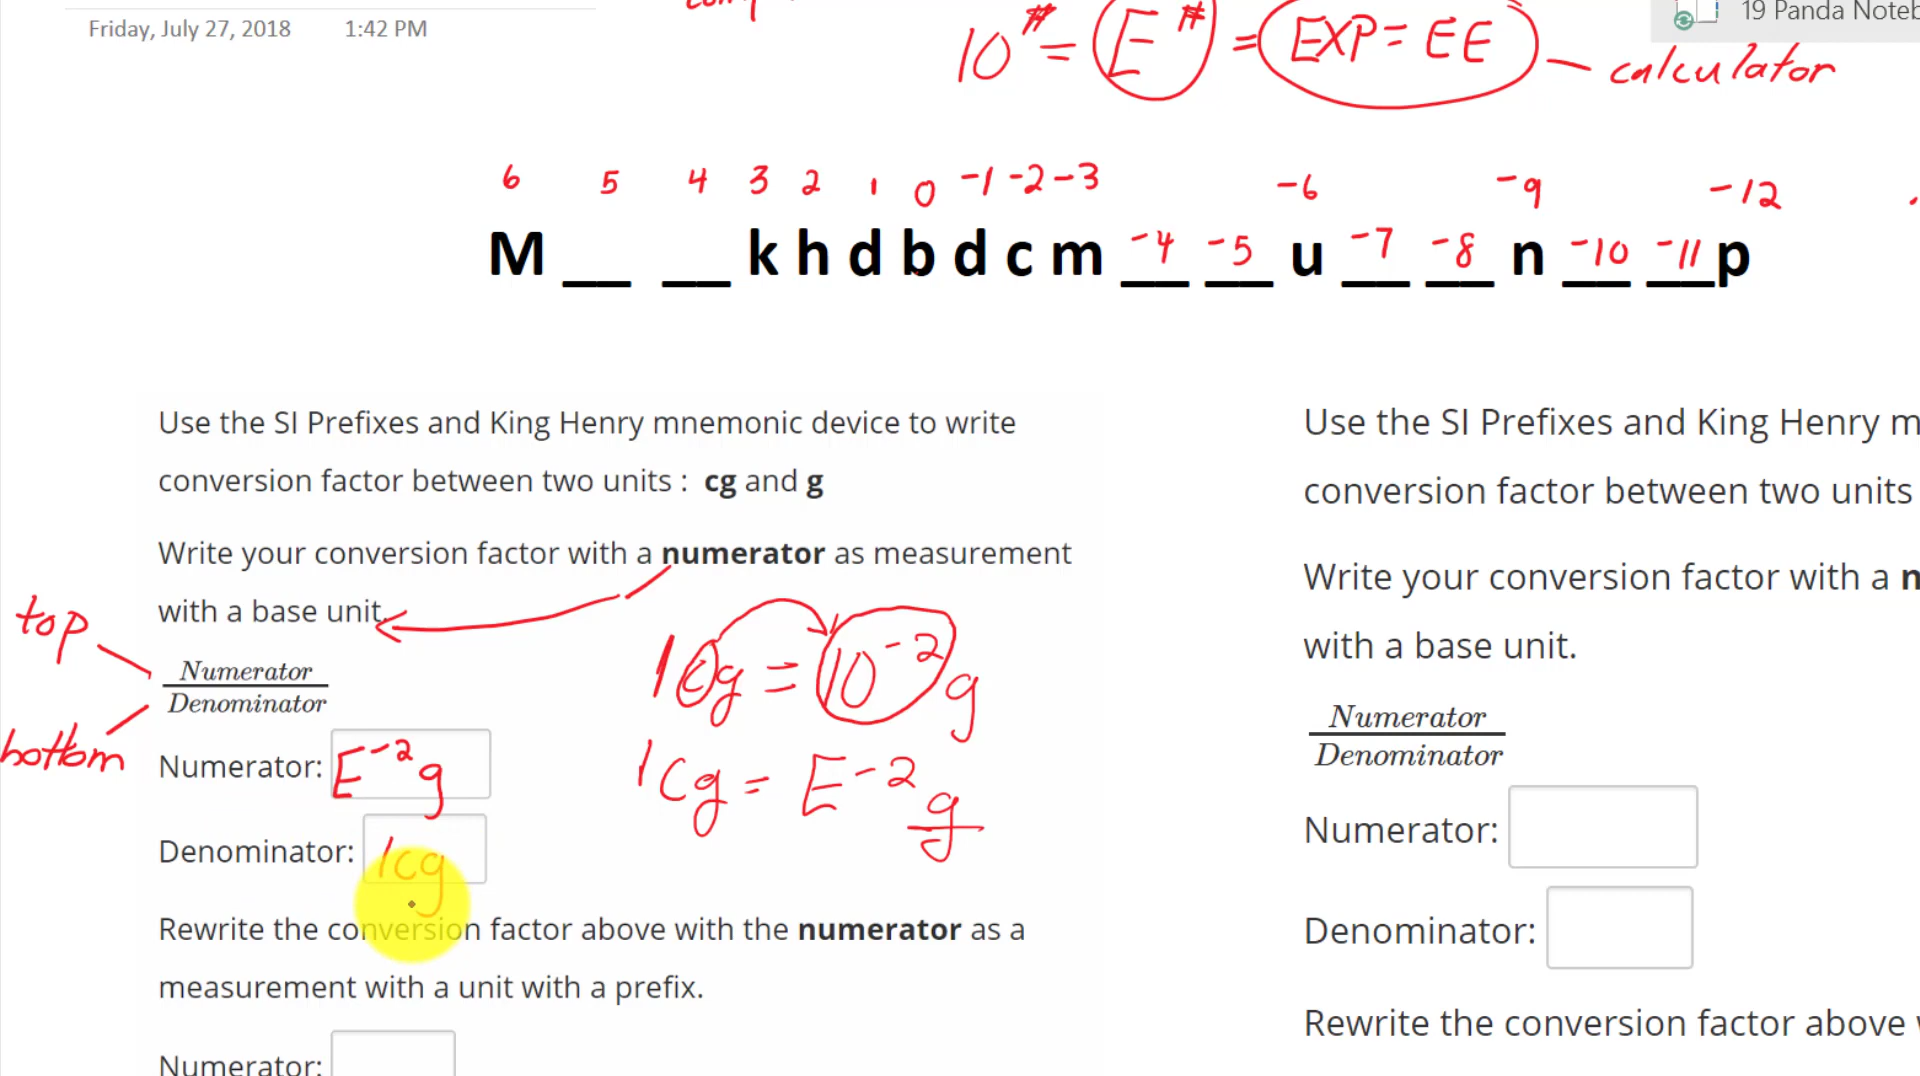 Friday, July 27, 2018 1:42 PM
19 Panda Noteb
10^# = E^# = EXP = EE — calculator
6 5 4 3 2 1 0 -1 -2 -3 -6 -9 -12
M __ __ k h d b d c m -4 -5 u -7 -8 n -10 -11 p
Use the SI Prefixes and King Henry mnemonic device to write
conversion factor between two units : cg and g
Write your conversion factor with a numerator as measurement
with a base unit.
top
Numerator
Denominator
bottom
Numerator: E^-2 g
Denominator: 1cg
1cg = 10^-2 g
1cg = E^-2 g
Rewrite the conversion factor above with the numerator as a
measurement with a unit with a prefix.
Numerator:
Use the SI Prefixes and King Henry m
conversion factor between two units
Write your conversion factor with a n
with a base unit.
Numerator
Denominator
Numerator:
Denominator:
Rewrite the conversion factor above